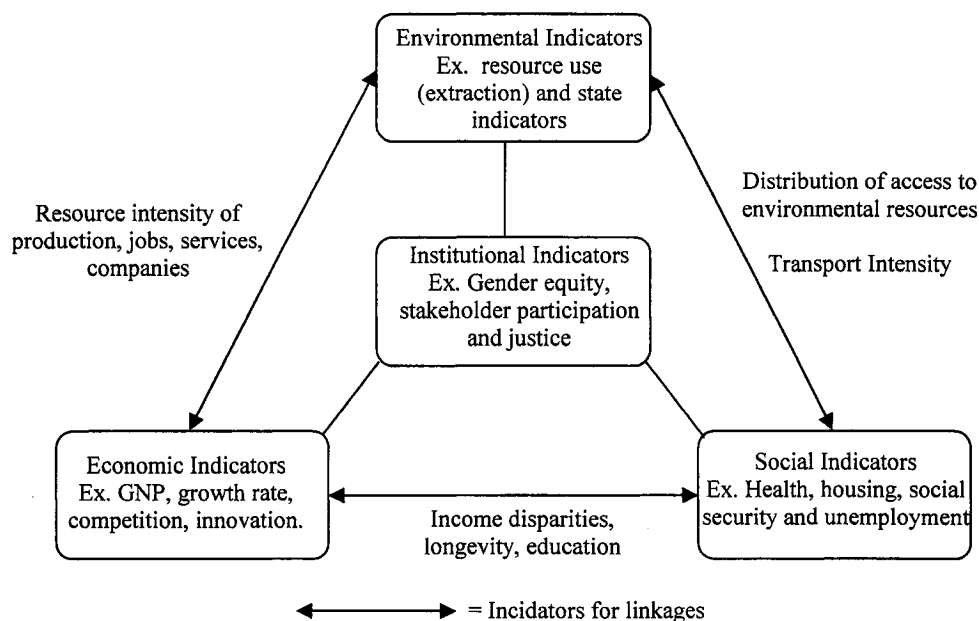 Environmental Indicators
Ex. resource use
(extraction) and state
indicators
Resource intensity of
production, jobs, services,
companies
Distribution of access to
environmental resources
Transport Intensity
Institutional Indicators
Ex. Gender equity,
stakeholder participation
and justice
Economic Indicators
Ex. GNP, growth rate,
competition, innovation.
Income disparities,
longevity, education
Social Indicators
Ex. Health, housing, social
security and unemployment
= Incidators for linkages